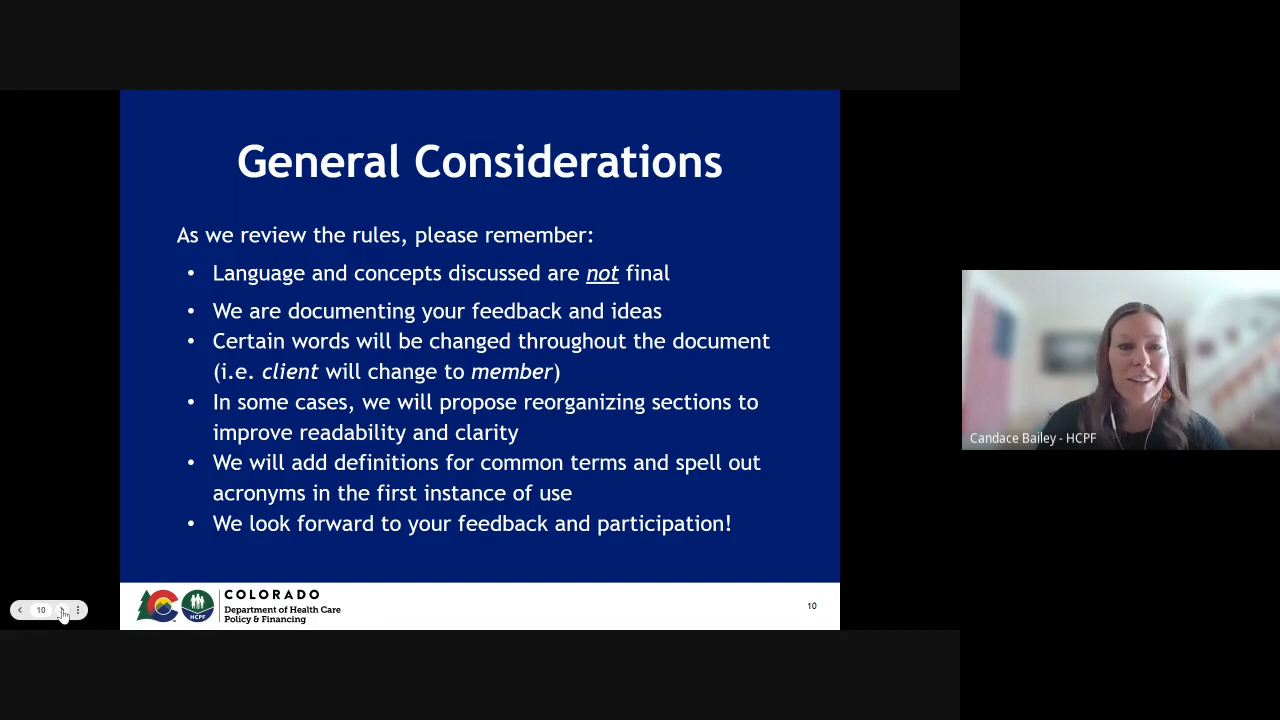 General Considerations
As we review the rules, please remember:
• Language and concepts discussed are not final
• We are documenting your feedback and ideas
• Certain words will be changed throughout the document
(i.e. client will change to member)
• In some cases, we will propose reorganizing sections to
improve readability and clarity
• We will add definitions for common terms and spell out
acronyms in the first instance of use
• We look forward to your feedback and participation!
Candace Bailey - HCPF
10
HCPF
COLORADO
Department of Health Care
Policy & Financing
10